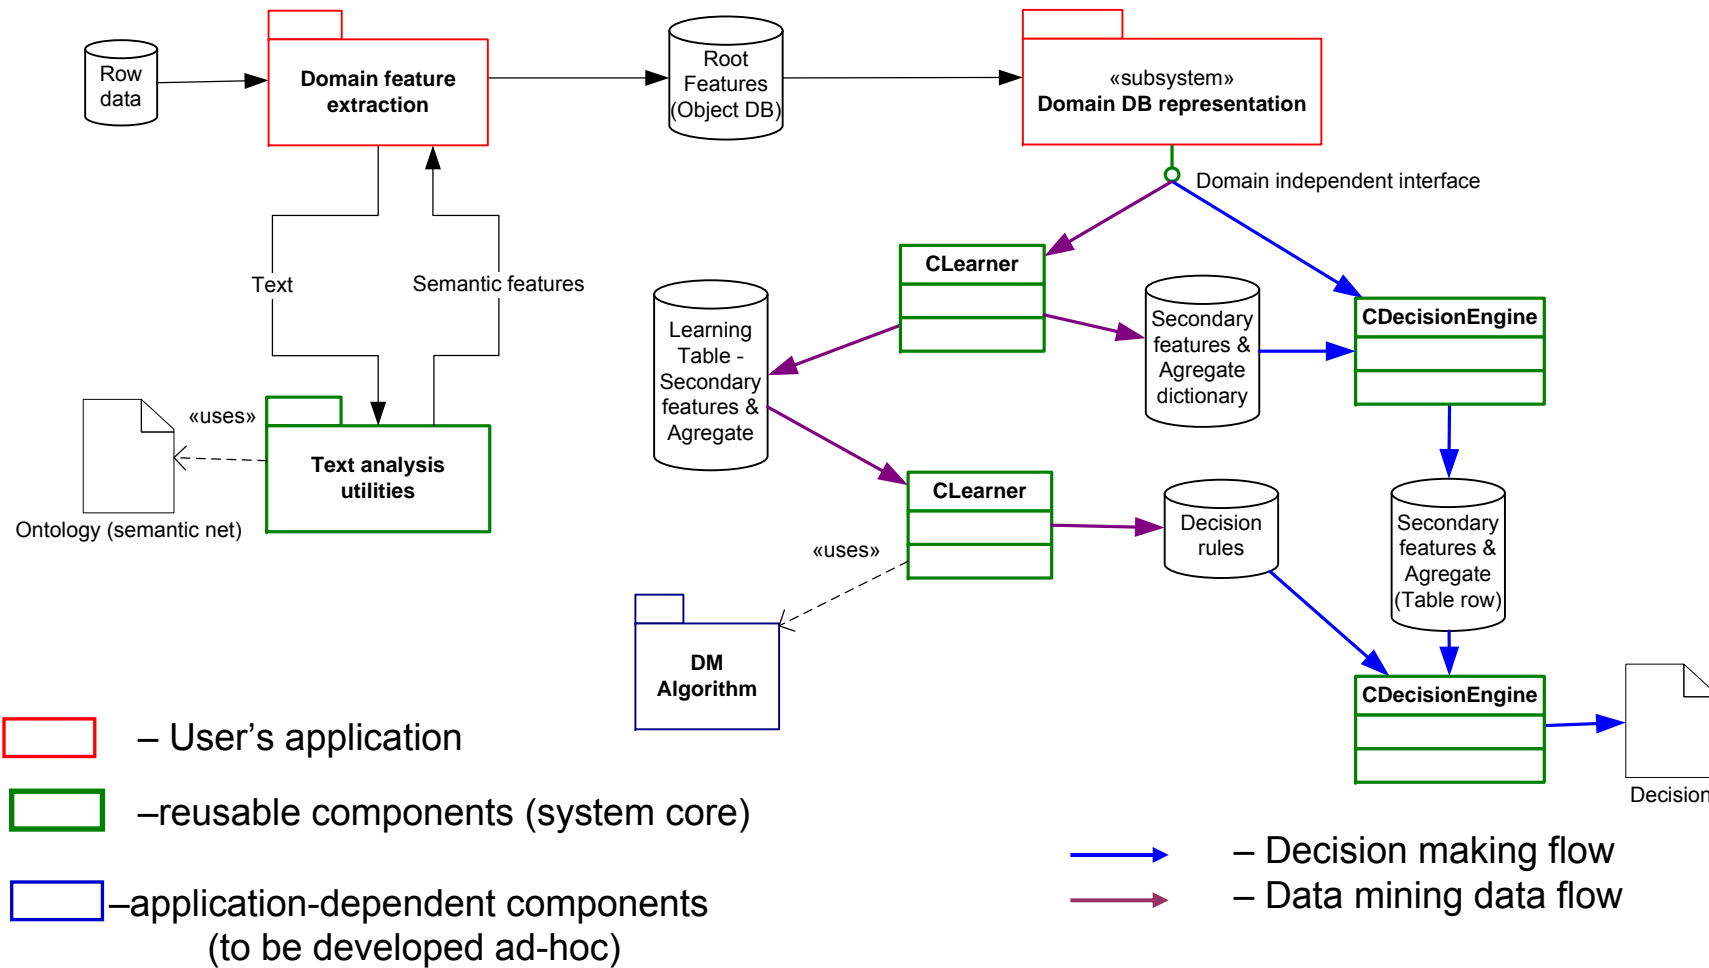 Row
data
Domain feature
extraction
Root
Features
(Object DB)
«subsystem»
Domain DB representation
Domain independent interface
Text
Semantic features
CLearner
Learning
Table -
Secondary
features &
Agregate
Secondary
features &
Agregate
dictionary
CDecisionEngine
«uses»
Text analysis
utilities
Ontology (semantic net)
CLearner
«uses»
Decision
rules
Secondary
features &
Agregate
(Table row)
DM
Algorithm
CDecisionEngine
Decision
– User's application
–reusable components (system core)
–application-dependent components
(to be developed ad-hoc)
– Decision making flow
– Data mining data flow